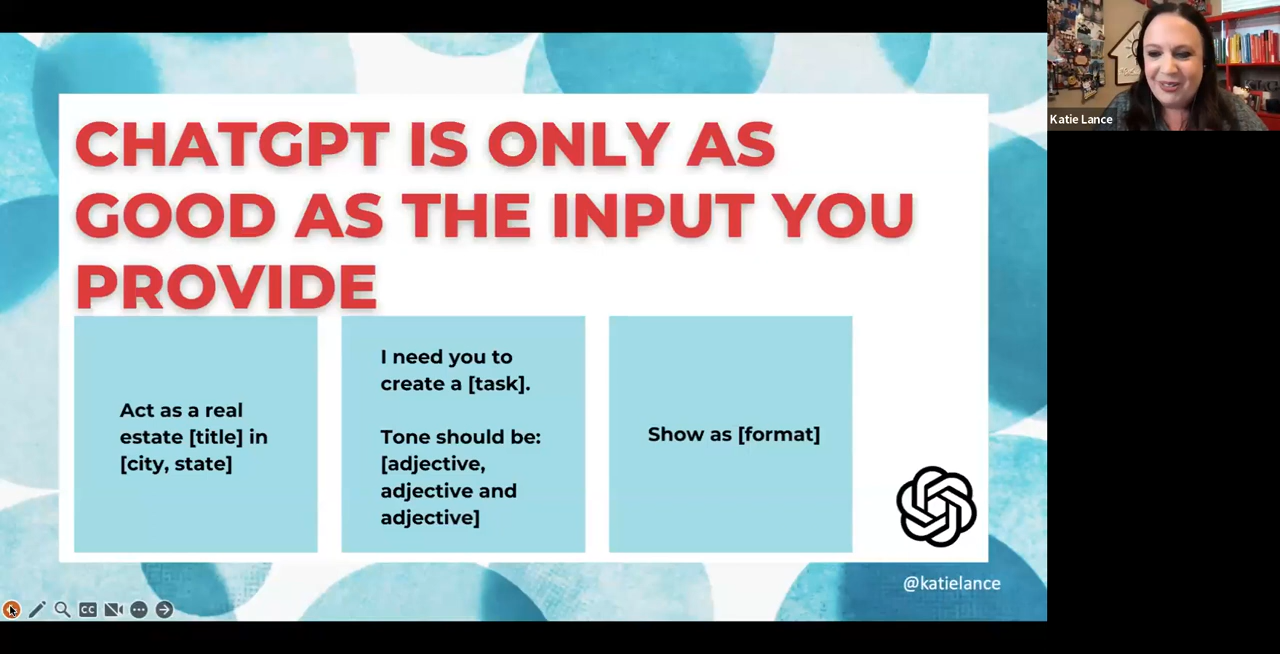 CHATGPT IS ONLY AS
GOOD AS THE INPUT YOU
PROVIDE
Act as a real
estate [title] in
[city, state]
I need you to
create a [task].
Tone should be:
[adjective,
adjective and
adjective]
Show as [format]
@katielance
CC
Katie Lance